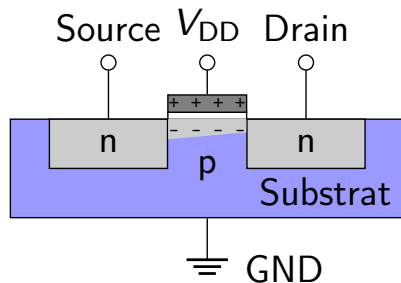 Source V_DD Drain
+ + + +
- - - -
n p n
Substrat
GND